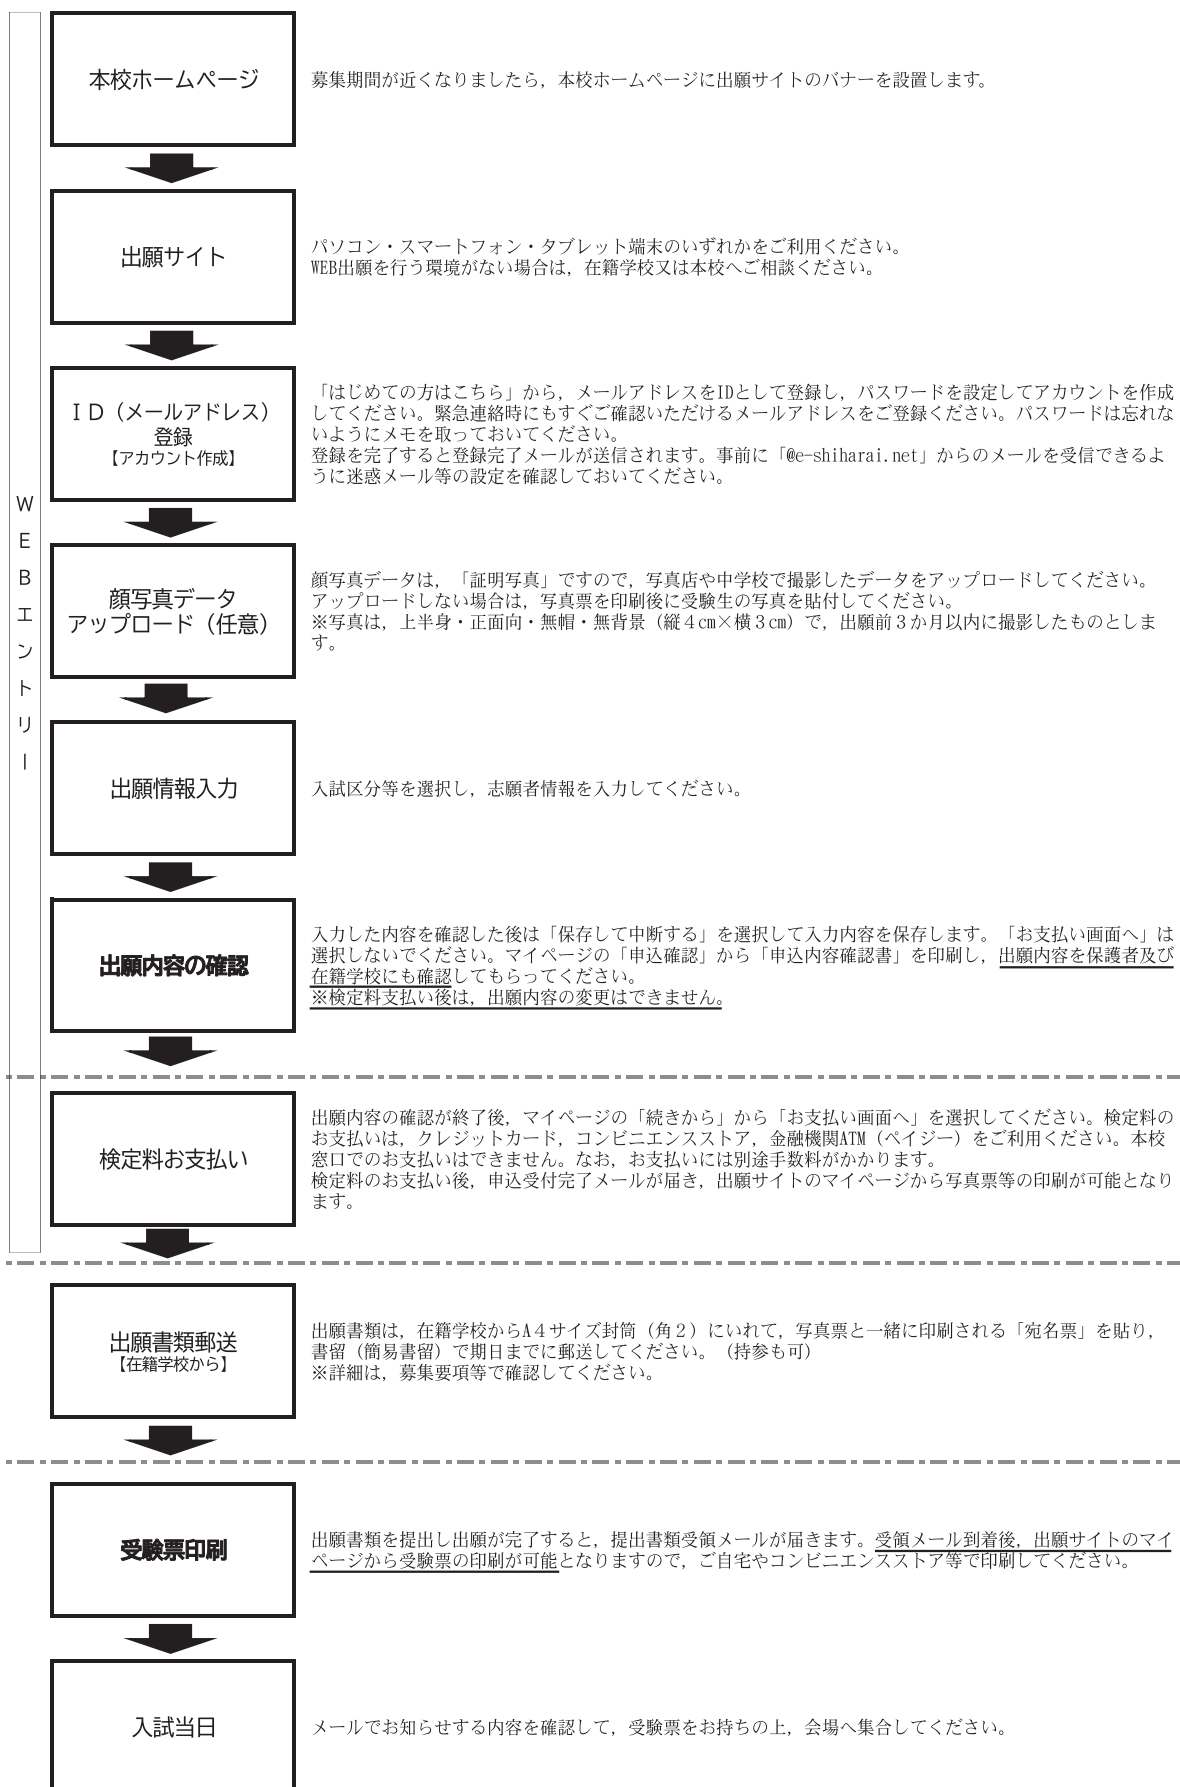 WEBエントリー
本校ホームページ
募集期間が近くなりましたら，本校ホームページに出願サイトのバナーを設置します。
出願サイト
パソコン・スマートフォン・タブレット端末のいずれかをご利用ください。
WEB出願を行う環境がない場合は，在籍学校又は本校へご相談ください。
ＩＤ（メールアドレス）
登録
【アカウント作成】
「はじめての方はこちら」から，メールアドレスをIDとして登録し，パスワードを設定してアカウントを作成
してください。緊急連絡時にもすぐご確認いただけるメールアドレスをご登録ください。パスワードは忘れな
いようにメモを取っておいてください。
登録を完了すると登録完了メールが送信されます。事前に「@e-shiharai.net」からのメールを受信できるよ
うに迷惑メール等の設定を確認しておいてください。
顔写真データ
アップロード（任意）
顔写真データは，「証明写真」ですので，写真店や中学校で撮影したデータをアップロードしてください。
アップロードしない場合は，写真票を印刷後に受験生の写真を貼付してください。
※写真は，上半身・正面向・無帽・無背景（縦４cm×横３cm）で，出願前３か月以内に撮影したものとしま
す。
出願情報入力
入試区分等を選択し，志願者情報を入力してください。
出願内容の確認
入力した内容を確認した後は「保存して中断する」を選択して入力内容を保存します。「お支払い画面へ」は
選択しないでください。マイページの「申込確認」から「申込内容確認書」を印刷し，出願内容を保護者及び
在籍学校にも確認してもらってください。
※検定料支払い後は，出願内容の変更はできません。
検定料お支払い
出願内容の確認が終了後，マイページの「続きから」から「お支払い画面へ」を選択してください。検定料の
お支払いは，クレジットカード，コンビニエンスストア，金融機関ATM（ペイジー）をご利用ください。本校
窓口でのお支払いはできません。なお，お支払いには別途手数料がかかります。
検定料のお支払い後，申込受付完了メールが届き，出願サイトのマイページから写真票等の印刷が可能となり
ます。
出願書類郵送
【在籍学校から】
出願書類は，在籍学校からA４サイズ封筒（角２）にいれて，写真票と一緒に印刷される「宛名票」を貼り，
書留（簡易書留）で期日までに郵送してください。（持参も可）
※詳細は，募集要項等で確認してください。
受験票印刷
出願書類を提出し出願が完了すると，提出書類受領メールが届きます。受領メール到着後，出願サイトのマイ
ページから受験票の印刷が可能となりますので，ご自宅やコンビニエンスストア等で印刷してください。
入試当日
メールでお知らせする内容を確認して，受験票をお持ちの上，会場へ集合してください。